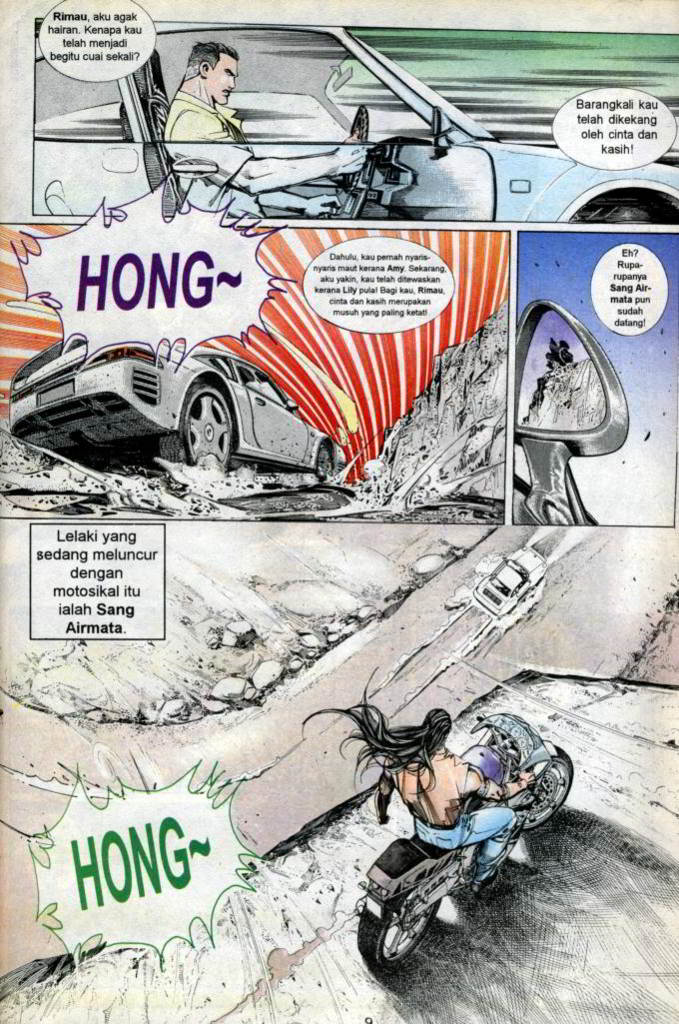 Rimau, aku agak
hairan. Kenapa kau
telah menjadi
begitu cuai sekali?
Barangkali kau
telah dikekang
oleh cinta dan
kasih!
HONG~
Dahulu, kau pernah nyaris-
nyaris maut kerana Amy. Sekarang,
aku yakin, kau telah ditewaskan
kerana Lily pula! Bagi kau, Rimau,
cinta dan kasih merupakan
musuh yang paling ketat!
Eh?
Rupa-
rupanya
Sang Air-
mata pun
sudah
datang!
Lelaki yang
sedang meluncur
dengan
motosikal itu
ialah Sang
Airmata.
HONG~
9